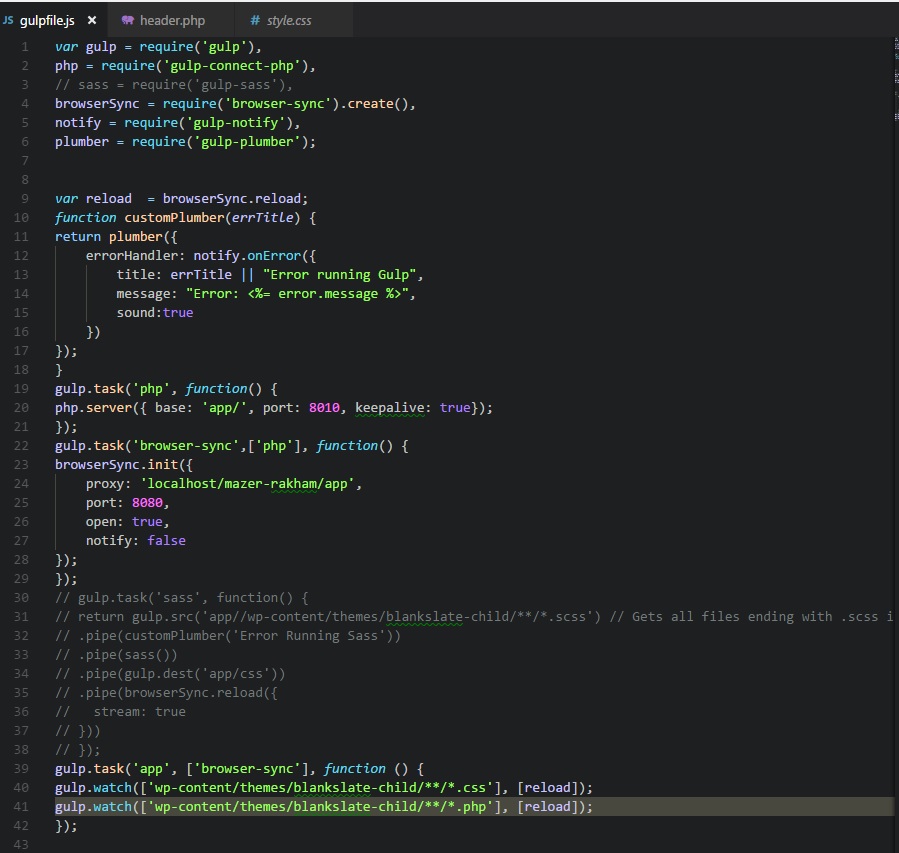 JS gulpfile.js × header.php # style.css
1 var gulp = require('gulp'),
2 php = require('gulp-connect-php'),
3 // sass = require('gulp-sass'),
4 browserSync = require('browser-sync').create(),
5 notify = require('gulp-notify'),
6 plumber = require('gulp-plumber');
7
8
9 var reload  = browserSync.reload;
10 function customPlumber(errTitle) {
11 return plumber({
12     errorHandler: notify.onError({
13         title: errTitle || "Error running Gulp",
14         message: "Error: <%= error.message %>",
15         sound:true
16     })
17 });
18 }
19 gulp.task('php', function() {
20 php.server({ base: 'app/', port: 8010, keepalive: true});
21 });
22 gulp.task('browser-sync',['php'], function() {
23 browserSync.init({
24     proxy: 'localhost/mazer-rakham/app',
25     port: 8080,
26     open: true,
27     notify: false
28 });
29 });
30 // gulp.task('sass', function() {
31 // return gulp.src('app//wp-content/themes/blankslate-child/**/*.scss') // Gets all files ending with .scss i
32 // .pipe(customPlumber('Error Running Sass'))
33 // .pipe(sass())
34 // .pipe(gulp.dest('app/css'))
35 // .pipe(browserSync.reload({
36 //   stream: true
37 // }))
38 // });
39 gulp.task('app', ['browser-sync'], function () {
40 gulp.watch(['wp-content/themes/blankslate-child/**/*.css'], [reload]);
41 gulp.watch(['wp-content/themes/blankslate-child/**/*.php'], [reload]);
42 });
43